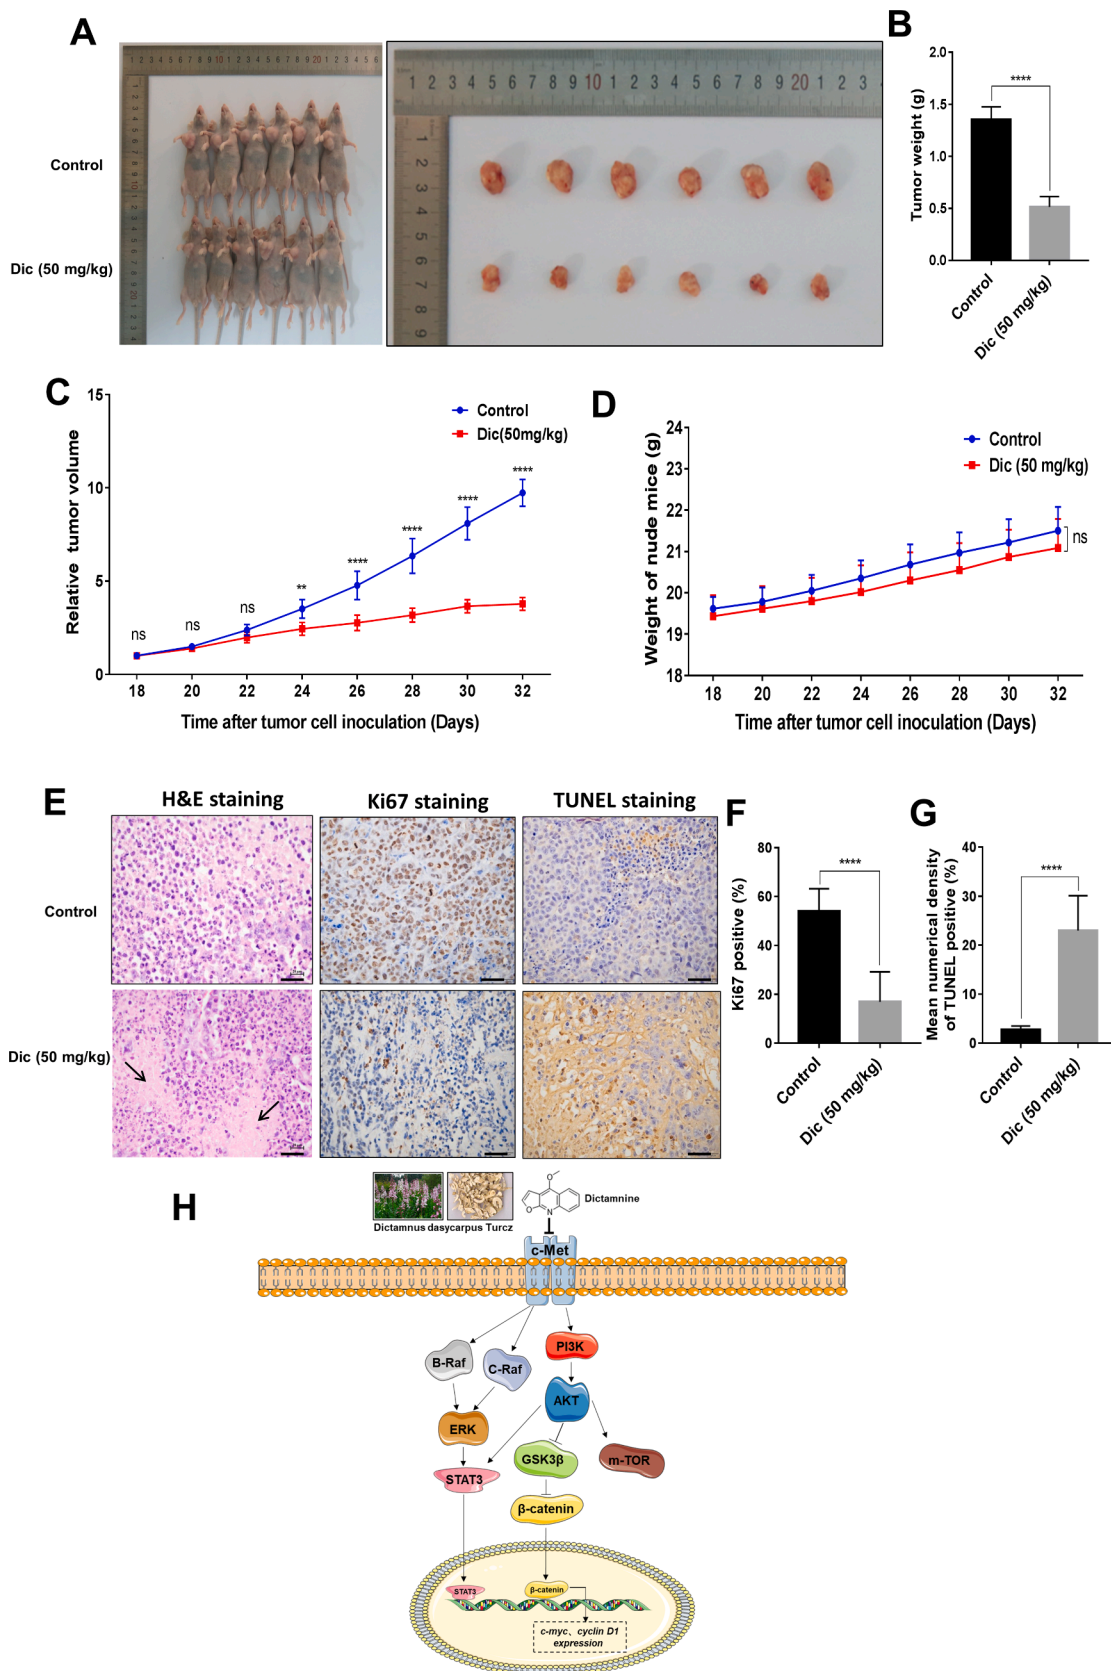 A
Control
Dic (50 mg/kg)
B
Tumor weight (g)
2.0
1.5
1.0
0.5
0.0
****
Control
Dic (50 mg/kg)
C
Relative tumor volume
15
10
5
0
Control
Dic(50mg/kg)
ns
ns
ns
**
****
****
****
****
18 20 22 24 26 28 30 32
Time after tumor cell inoculation (Days)
D
Weight of nude mice (g)
24
23
22
21
20
19
18
Control
Dic (50 mg/kg)
ns
18 20 22 24 26 28 30 32
Time after tumor cell inoculation (Days)
E
H&E staining
Ki67 staining
TUNEL staining
Control
Dic (50 mg/kg)
F
Ki67 positive (%)
80
60
40
20
0
****
Control
Dic (50 mg/kg)
G
Mean numerical density
of TUNEL positive (%)
40
30
20
10
0
****
Control
Dic (50 mg/kg)
H
Dictamnus dasycarpus Turcz
O
O
N
Dictamnine
c-Met
B-Raf
C-Raf
PI3K
AKT
ERK
GSK3β
m-TOR
STAT3
β-catenin
STAT3
β-catenin
c-myc、cyclin D1
expression